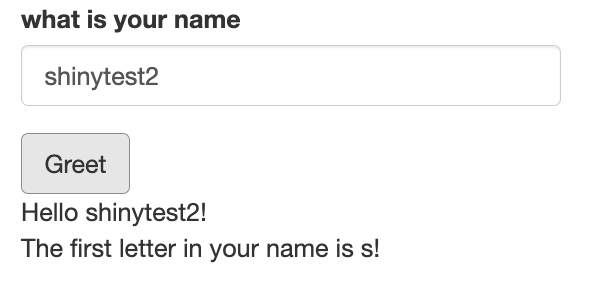 what is your name
shinytest2
Greet
Hello shinytest2!
The first letter in your name is s!